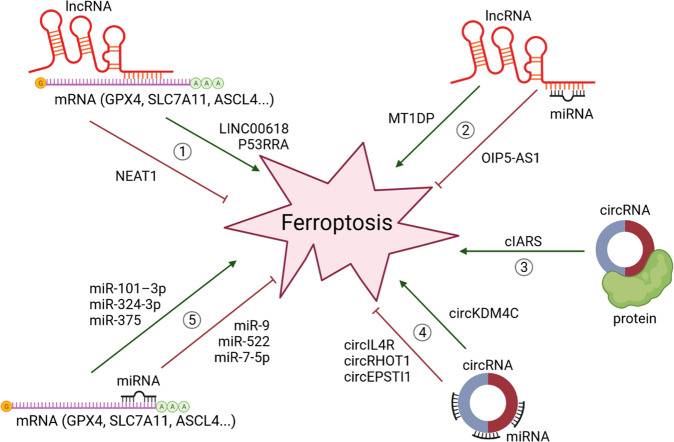 lncRNA
G
A A A
mRNA (GPX4, SLC7A11, ASCL4...)
LINC00618
P53RRA
1
NEAT1
lncRNA
miRNA
MT1DP
2
OIP5-AS1
Ferroptosis
circRNA
cIARS
3
protein
miR-101–3p
miR-324-3p
miR-375
5
miR-9
miR-522
miR-7-5p
miRNA
G
A A A
mRNA (GPX4, SLC7A11, ASCL4...)
circKDM4C
4
circIL4R
circRHOT1
circEPSTI1
circRNA
miRNA